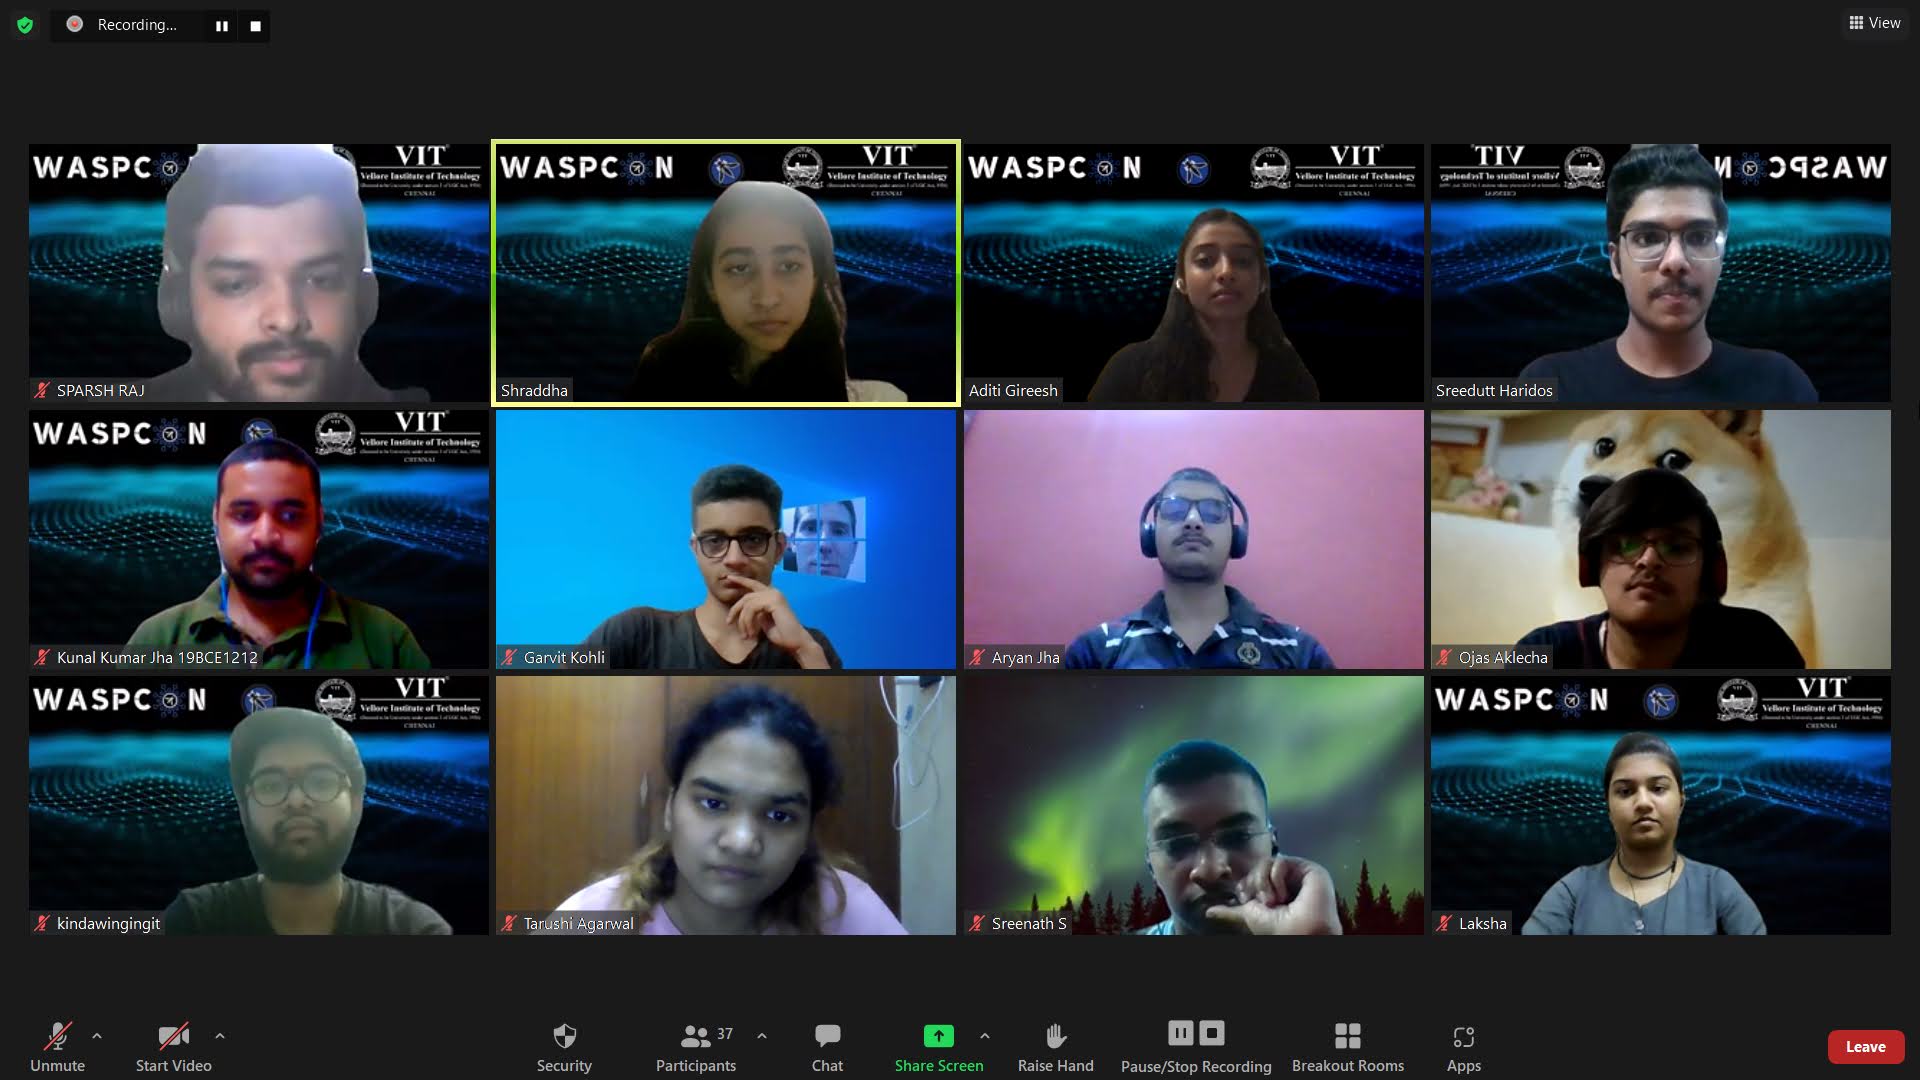 Recording...
View
WASPCON
VIT
Vellore Institute of Technology
CHENNAI
SPARSH RAJ
WASPCON
VIT
Vellore Institute of Technology
CHENNAI
Shraddha
WASPCON
VIT
Vellore Institute of Technology
CHENNAI
Aditi Gireesh
VIT
Vellore Institute of Technology
CHENNAI
WASPCON
Sreedutt Haridos
WASPCON
VIT
Vellore Institute of Technology
CHENNAI
Kunal Kumar Jha 19BCE1212
Garvit Kohli
Aryan Jha
Ojas Aklecha
WASPCON
VIT
Vellore Institute of Technology
CHENNAI
kindawingingit
Tarushi Agarwal
Sreenath S
WASPCON
VIT
Vellore Institute of Technology
CHENNAI
Laksha
37
Unmute
Start Video
Security
Participants
Chat
Share Screen
Raise Hand
Pause/Stop Recording
Breakout Rooms
Apps
Leave